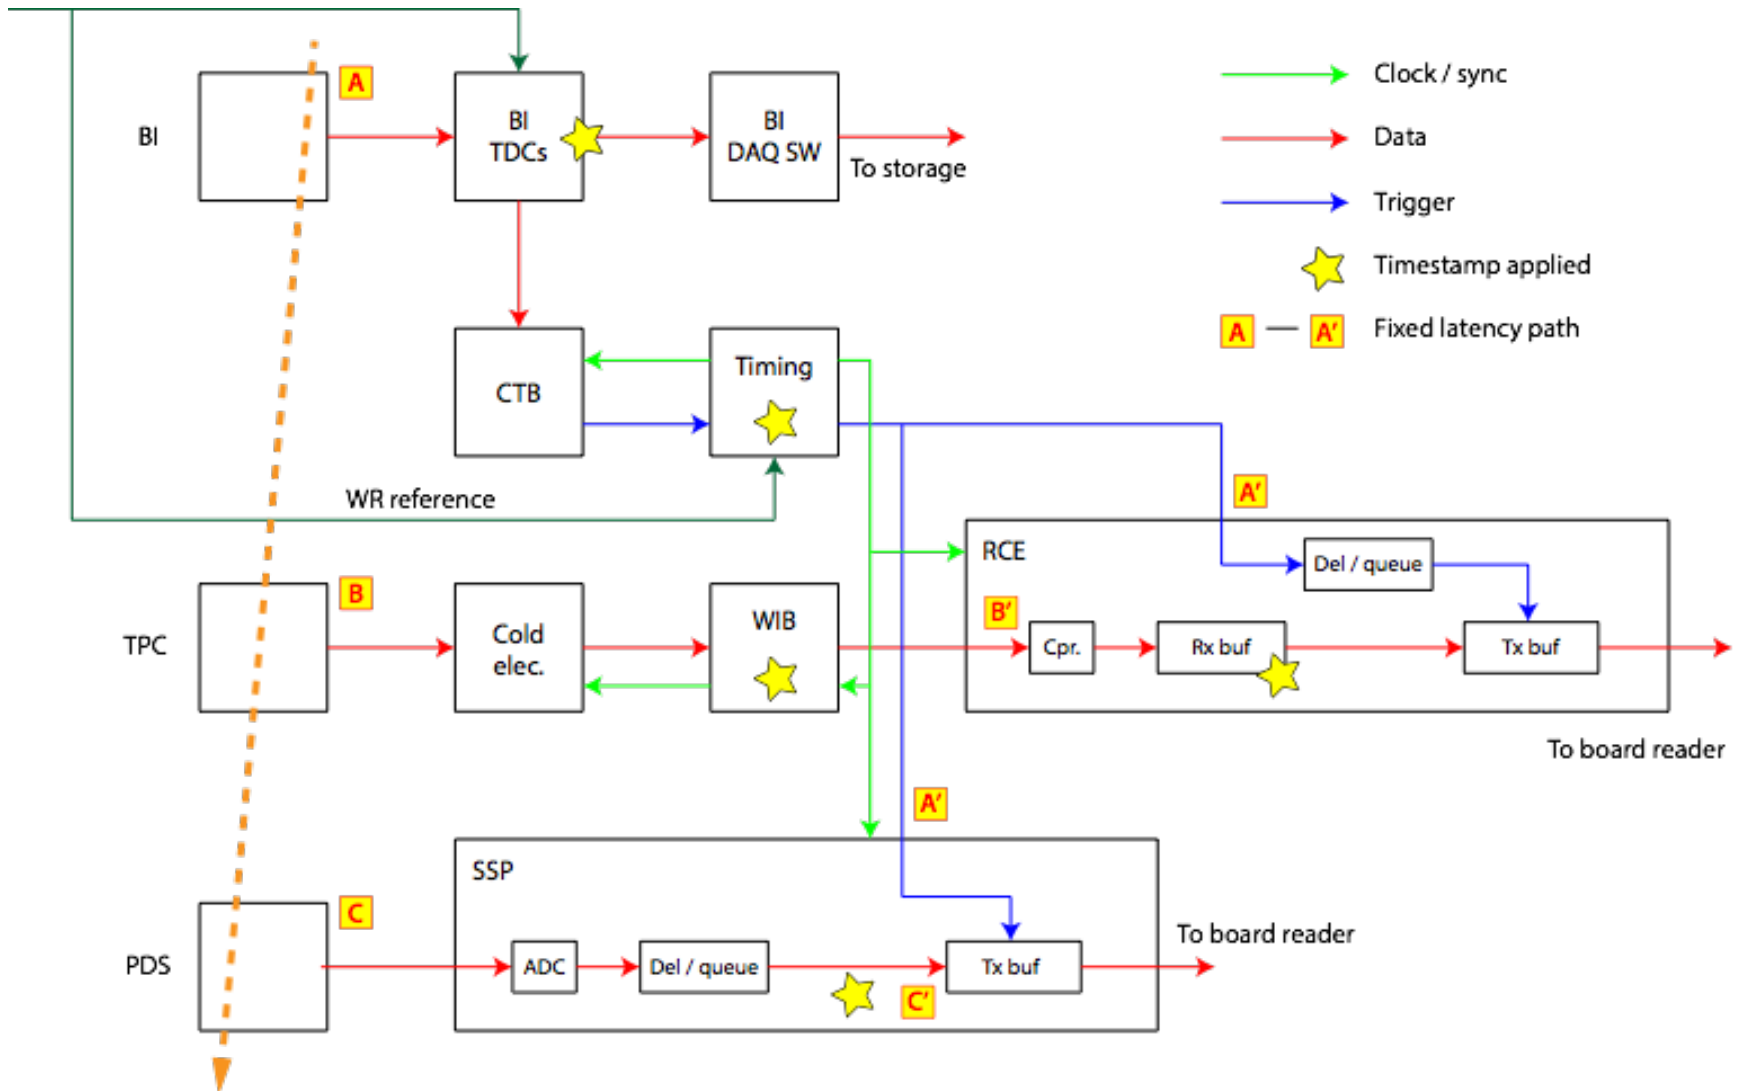 A
BI
BI
TDCs
BI
DAQ SW
To storage
Clock / sync
Data
Trigger
Timestamp applied
A — A′ Fixed latency path
CTB
Timing
WR reference
A′
RCE
Del / queue
B
B′
TPC
Cold
elec.
WIB
Cpr.
Rx buf
Tx buf
To board reader
A′
SSP
C
PDS
ADC
Del / queue
C′
Tx buf
To board reader